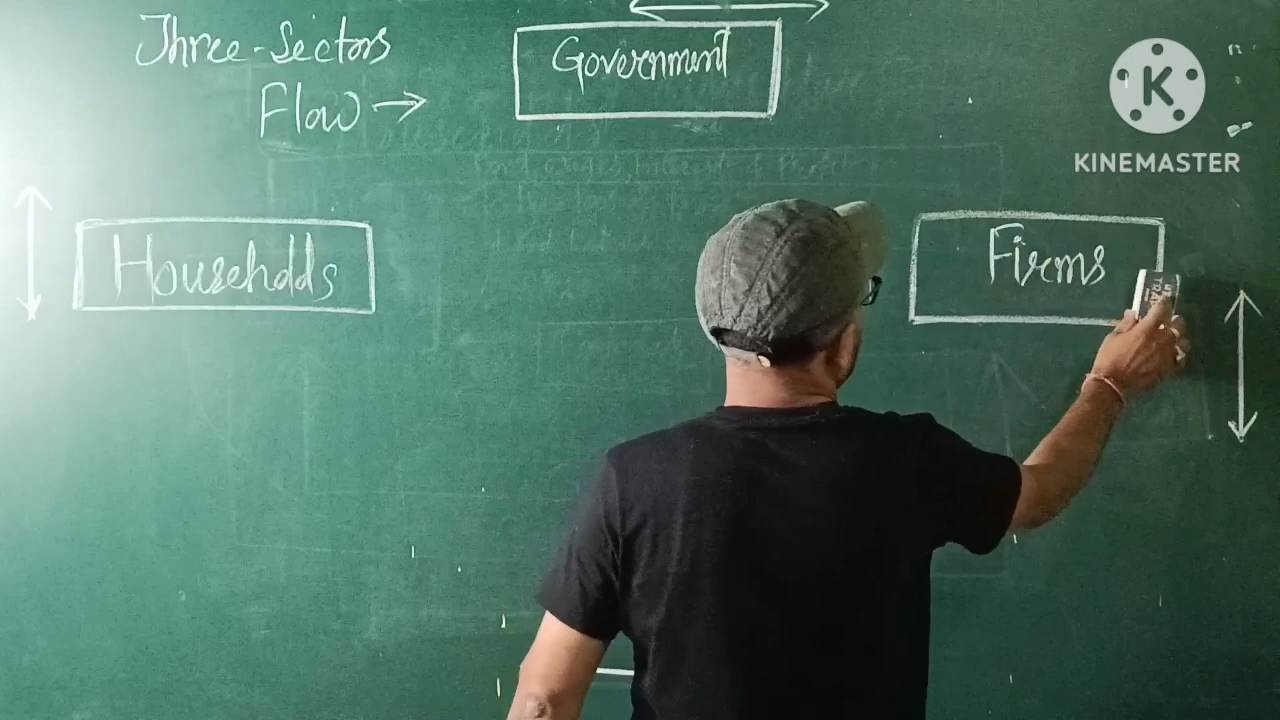 Three-Sectors
Flow →
Government
Households
Firms
K
KINEMASTER